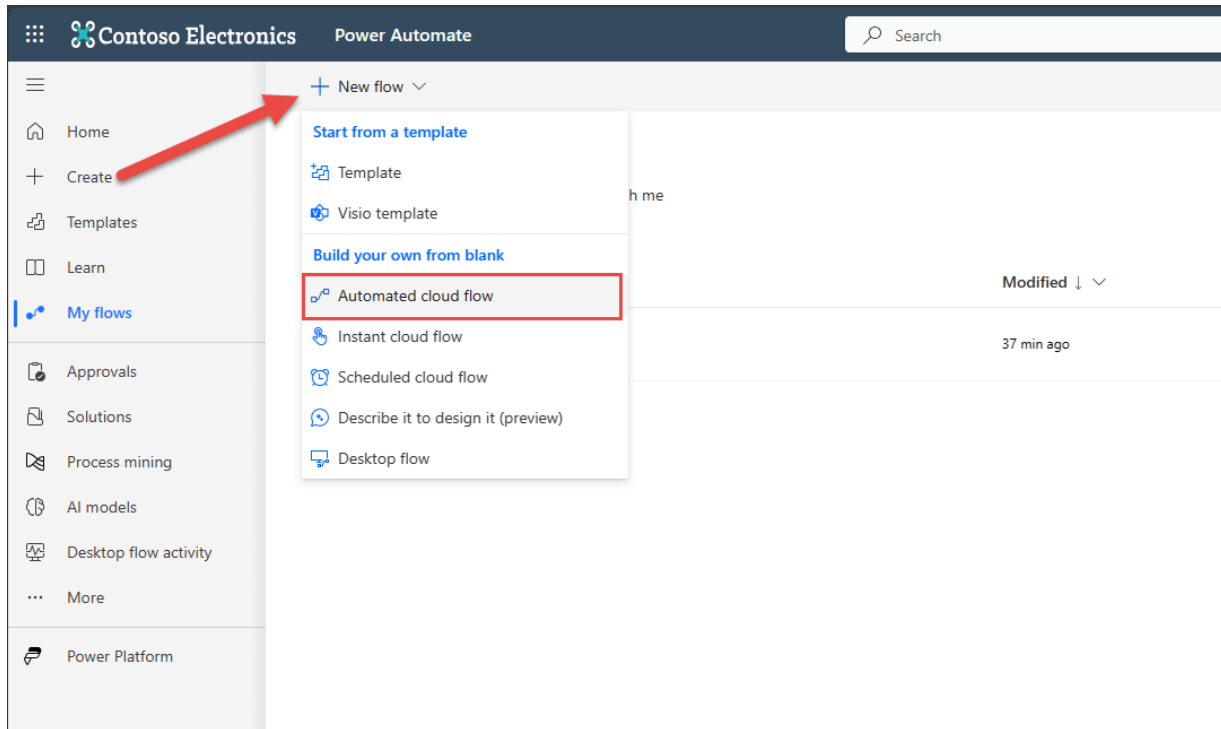 Contoso Electronics
Power Automate
Search
New flow
Home
Create
Templates
Learn
My flows
Approvals
Solutions
Process mining
AI models
Desktop flow activity
More
Power Platform
Start from a template
Template
Visio template
Build your own from blank
Automated cloud flow
Instant cloud flow
Scheduled cloud flow
Describe it to design it (preview)
Desktop flow
h me
Modified ↓
37 min ago